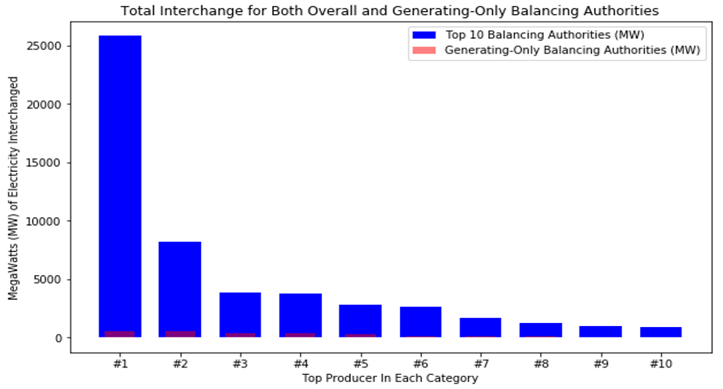 Total Interchange for Both Overall and Generating-Only Balancing Authorities
Top 10 Balancing Authorities (MW)
Generating-Only Balancing Authorities (MW)
MegaWatts (MW) of Electricity Interchanged
25000
20000
15000
10000
5000
0
#1 #2 #3 #4 #5 #6 #7 #8 #9 #10
Top Producer In Each Category